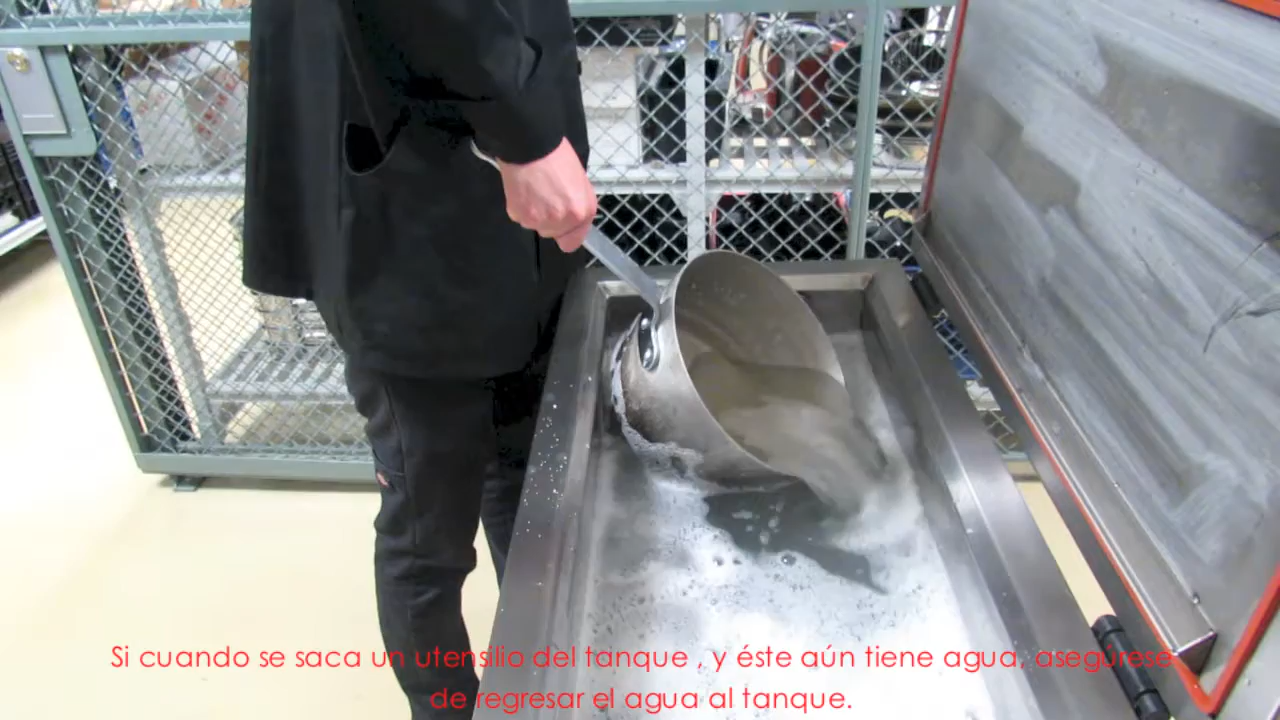 Si cuando se saca un utensilio del tanque , y éste aún tiene agua, asegúrese
de regresar el agua al tanque.